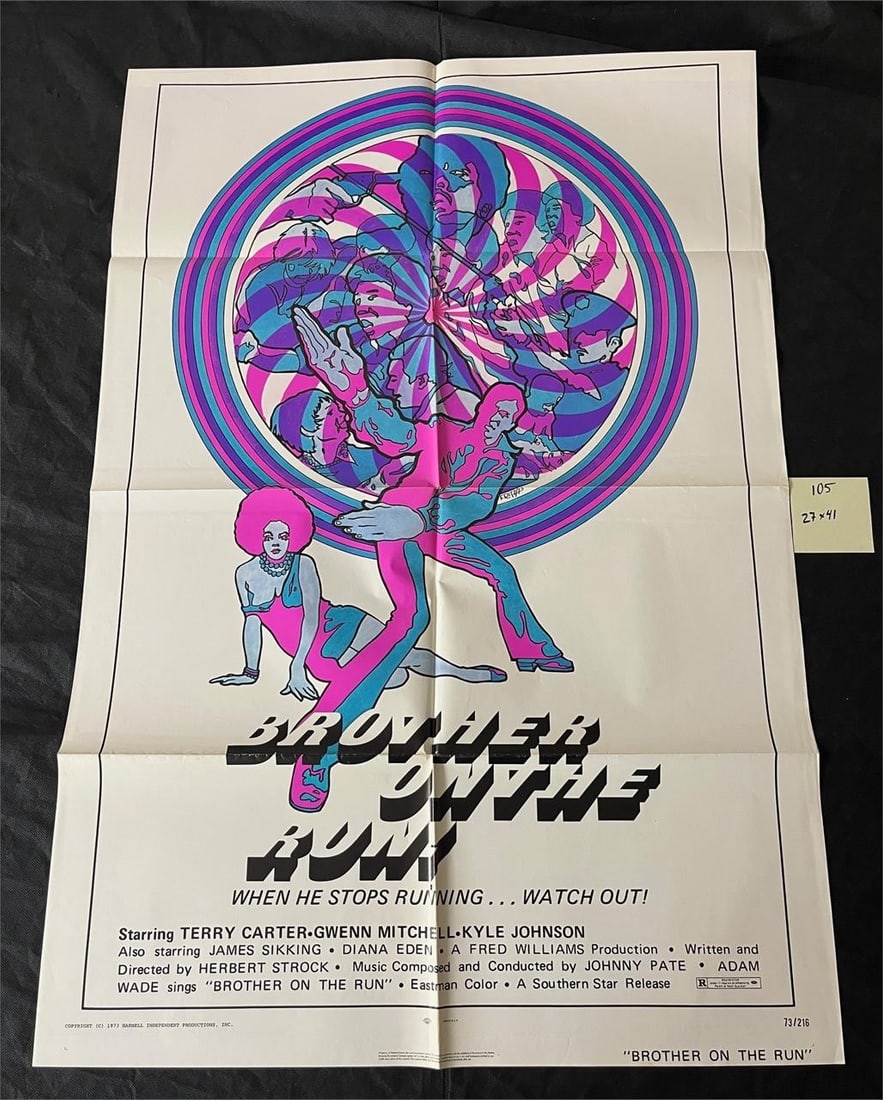 105
27x41
BROTHER
ON THE
RUN!
WHEN HE STOPS RUNNING... WATCH OUT!
Starring TERRY CARTER•GWENN MITCHELL•KYLE JOHNSON
Also starring JAMES SIKKING • DIANA EDEN • A FRED WILLIAMS Production • Written and
Directed by HERBERT STROCK • Music Composed and Conducted by JOHNNY PATE • ADAM
WADE sings "BROTHER ON THE RUN" • Eastman Color • A Southern Star Release
R
COPYRIGHT (C) 1973 HARNELL INDEPENDENT PRODUCTIONS, INC.
73/216
"BROTHER ON THE RUN"